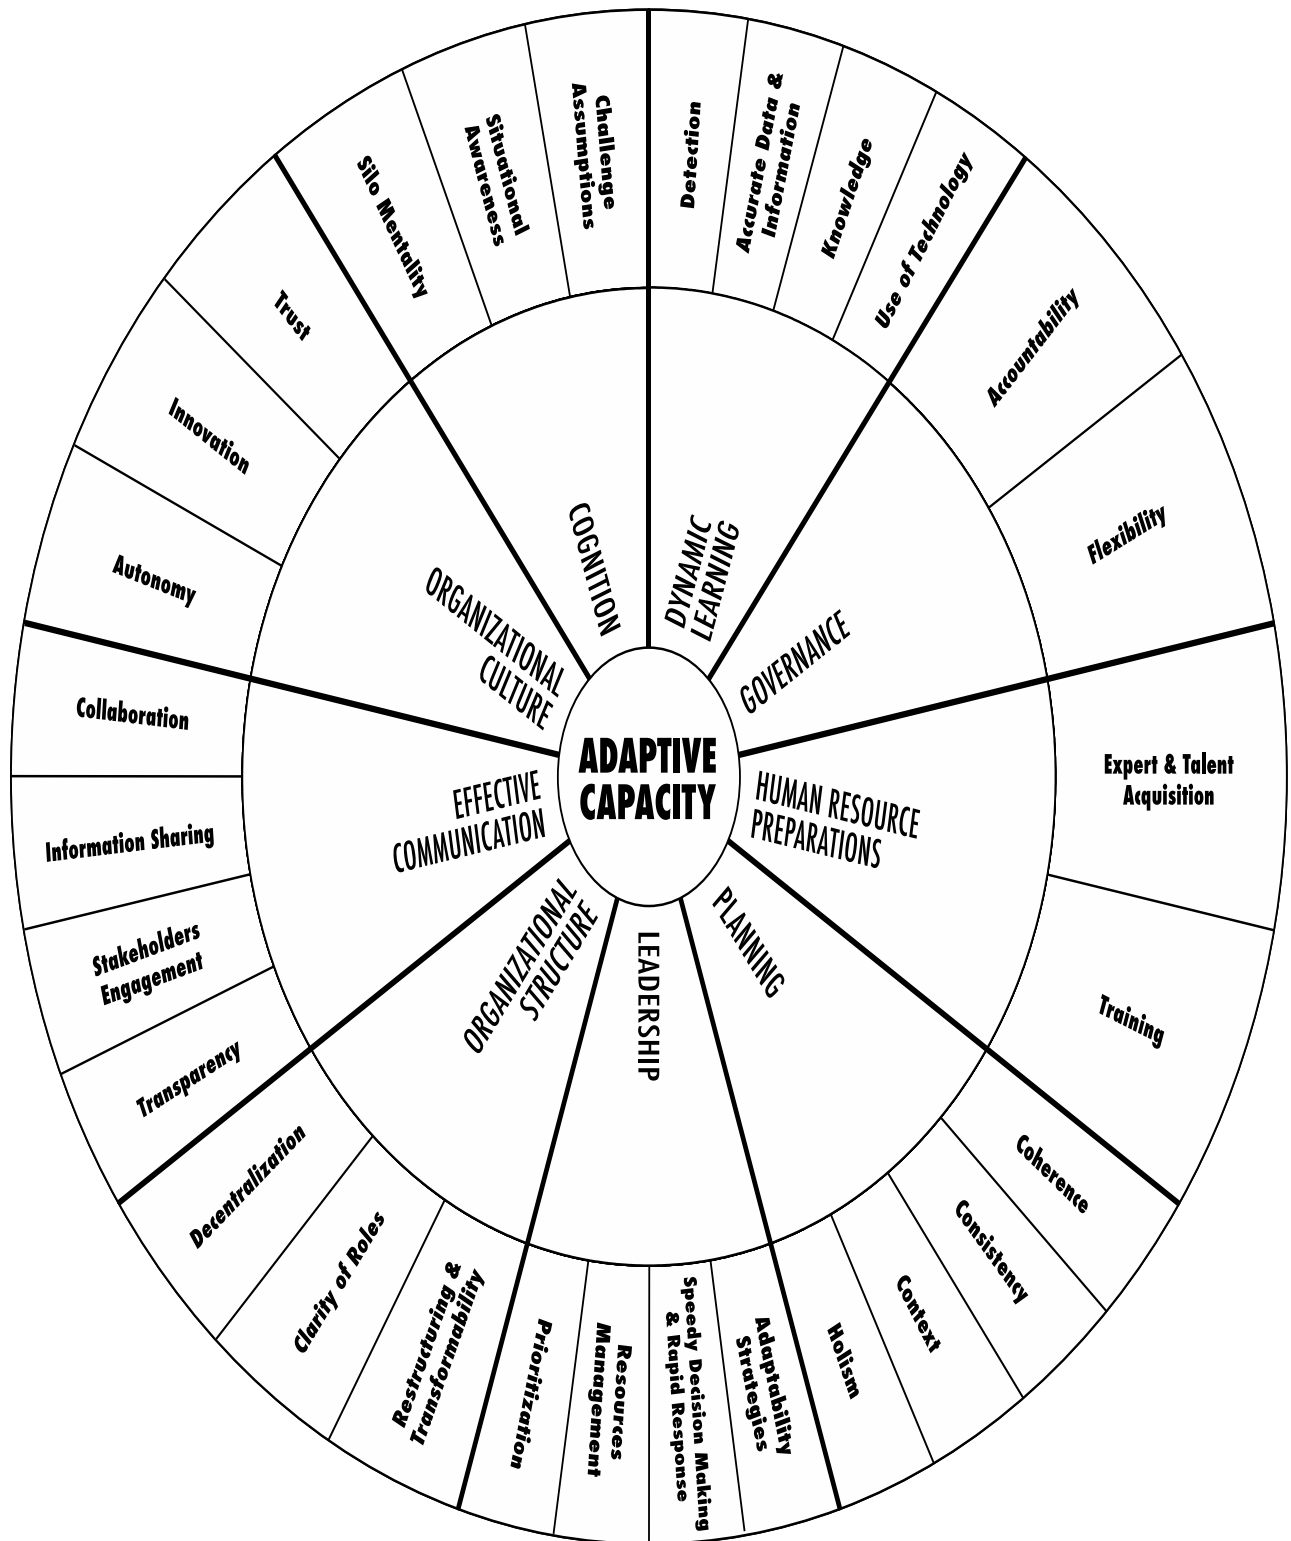 ADAPTIVE
CAPACITY
COGNITION
DYNAMIC
LEARNING
GOVERNANCE
HUMAN RESOURCE
PREPARATIONS
PLANNING
LEADERSHIP
ORGANIZATIONAL
STRUCTURE
EFFECTIVE
COMMUNICATION
ORGANIZATIONAL
CULTURE
Silo Mentality
Situational
Awareness
Challenge
Assumptions
Detection
Accurate Data &
Information
Knowledge
Use of Technology
Accountability
Flexibility
Expert & Talent
Acquisition
Training
Coherence
Consistency
Context
Holism
Adaptability
Strategies
Speedy Decision Making
& Rapid Response
Resources
Management
Prioritization
Restructuring &
Transformability
Clarity of Roles
Decentralization
Transparency
Stakeholders
Engagement
Information Sharing
Collaboration
Autonomy
Innovation
Trust